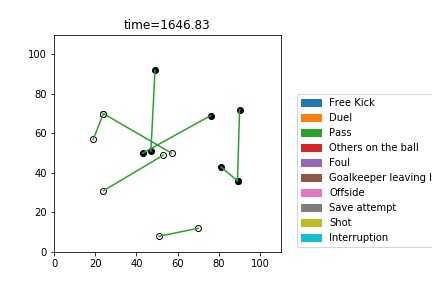 time=1646.83
100
80
60
40
20
0
0 20 40 60 80 100
Free Kick
Duel
Pass
Others on the ball
Foul
Goalkeeper leaving l
Offside
Save attempt
Shot
Interruption